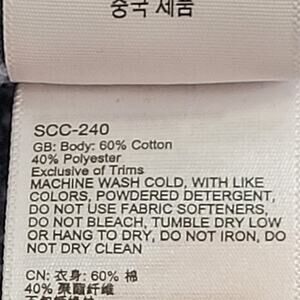 중국 제품
SCC-240
GB: Body: 60% Cotton
40% Polyester
Exclusive of Trims
MACHINE WASH COLD, WITH LIKE
COLORS, POWDERED DETERGENT,
DO NOT USE FABRIC SOFTENERS,
DO NOT BLEACH, TUMBLE DRY LOW
OR HANG TO DRY, DO NOT IRON, DO
NOT DRY CLEAN
CN: 衣身: 60% 棉
40% 聚酯纤维